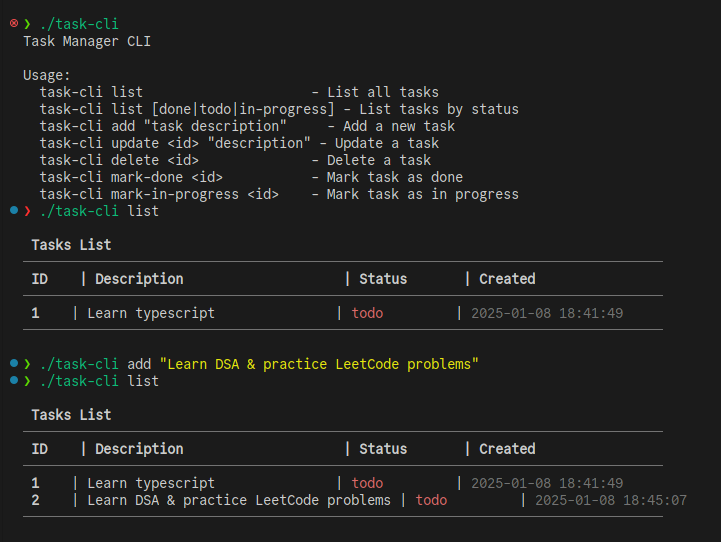 ❯ ./task-cli
Task Manager CLI
Usage:
task-cli list - List all tasks
task-cli list [done|todo|in-progress] - List tasks by status
task-cli add "task description" - Add a new task
task-cli update <id> "description" - Update a task
task-cli delete <id> - Delete a task
task-cli mark-done <id> - Mark task as done
task-cli mark-in-progress <id> - Mark task as in progress
❯ ./task-cli list
Tasks List
ID | Description | Status | Created
1 | Learn typescript | todo | 2025-01-08 18:41:49
❯ ./task-cli add "Learn DSA & practice LeetCode problems"
❯ ./task-cli list
Tasks List
ID | Description | Status | Created
1 | Learn typescript | todo | 2025-01-08 18:41:49
2 | Learn DSA & practice LeetCode problems | todo | 2025-01-08 18:45:07